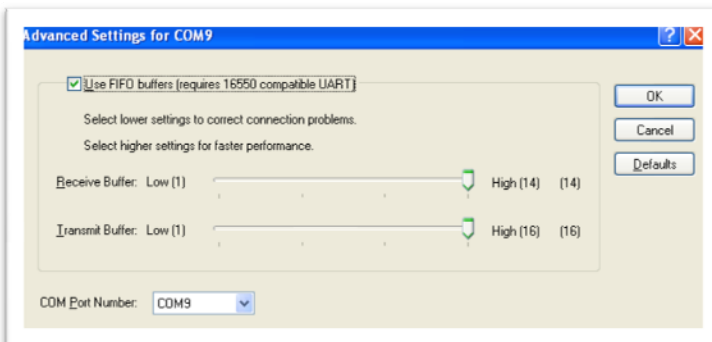 Advanced Settings for COM9
Use FIFO buffers (requires 16550 compatible UART)
OK
Select lower settings to correct connection problems.
Cancel
Select higher settings for faster performance.
Defaults
Receive Buffer: Low (1) High (14) (14)
Transmit Buffer: Low (1) High (16) (16)
COM Port Number: COM9